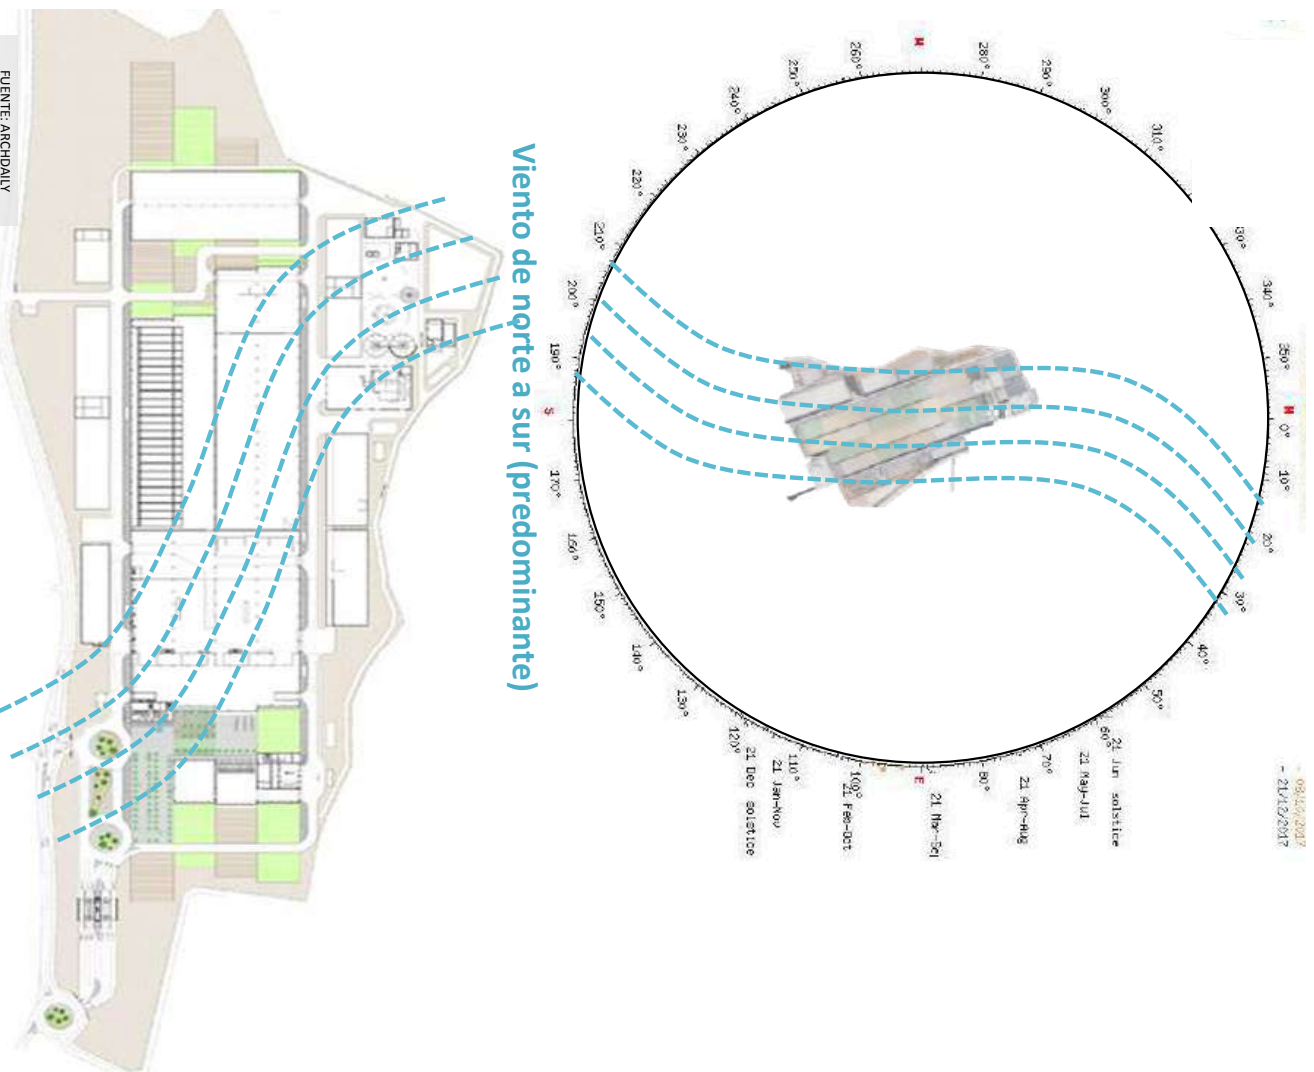 Viento de norte a sur (predominante)
FUENTE: ARCHDAILY
N
0°
10°
20°
30°
40°
50°
60°
70°
80°
E
100°
110°
120°
130°
140°
150°
160°
170°
S
190°
200°
210°
220°
230°
240°
250°
260°
280°
290°
300°
310°
30°
340°
350°
21 Jun solstice
21 May-Jul
21 Apr-Aug
21 Mar-Sej
21 Feb-Oct
21 Jan-Nov
21 Dec solstice
- 21/12/2017